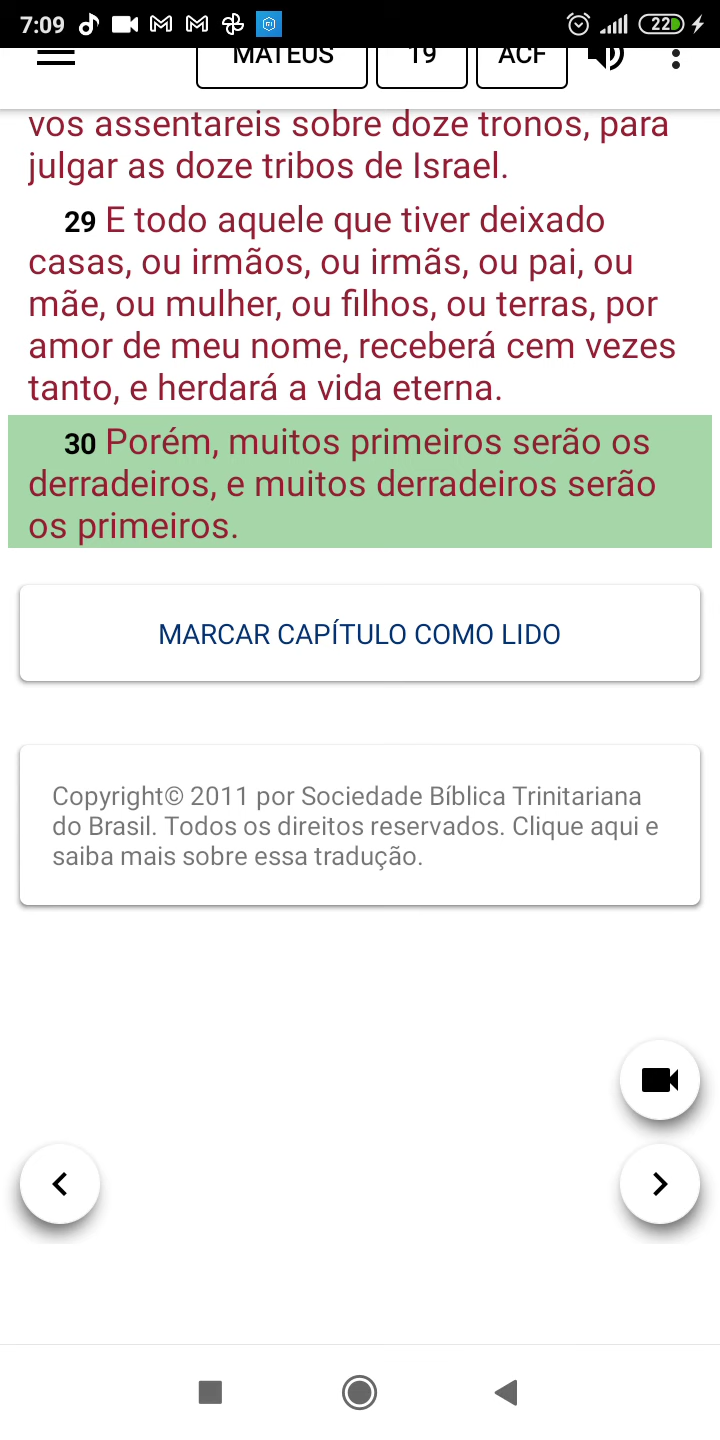 7:09
22
MATEUS 19 ACF
vos assentareis sobre doze tronos, para
julgar as doze tribos de Israel.
29 E todo aquele que tiver deixado
casas, ou irmãos, ou irmãs, ou pai, ou
mãe, ou mulher, ou filhos, ou terras, por
amor de meu nome, receberá cem vezes
tanto, e herdará a vida eterna.
30 Porém, muitos primeiros serão os
derradeiros, e muitos derradeiros serão
os primeiros.
MARCAR CAPÍTULO COMO LIDO
Copyright© 2011 por Sociedade Bíblica Trinitariana
do Brasil. Todos os direitos reservados. Clique aqui e
saiba mais sobre essa tradução.